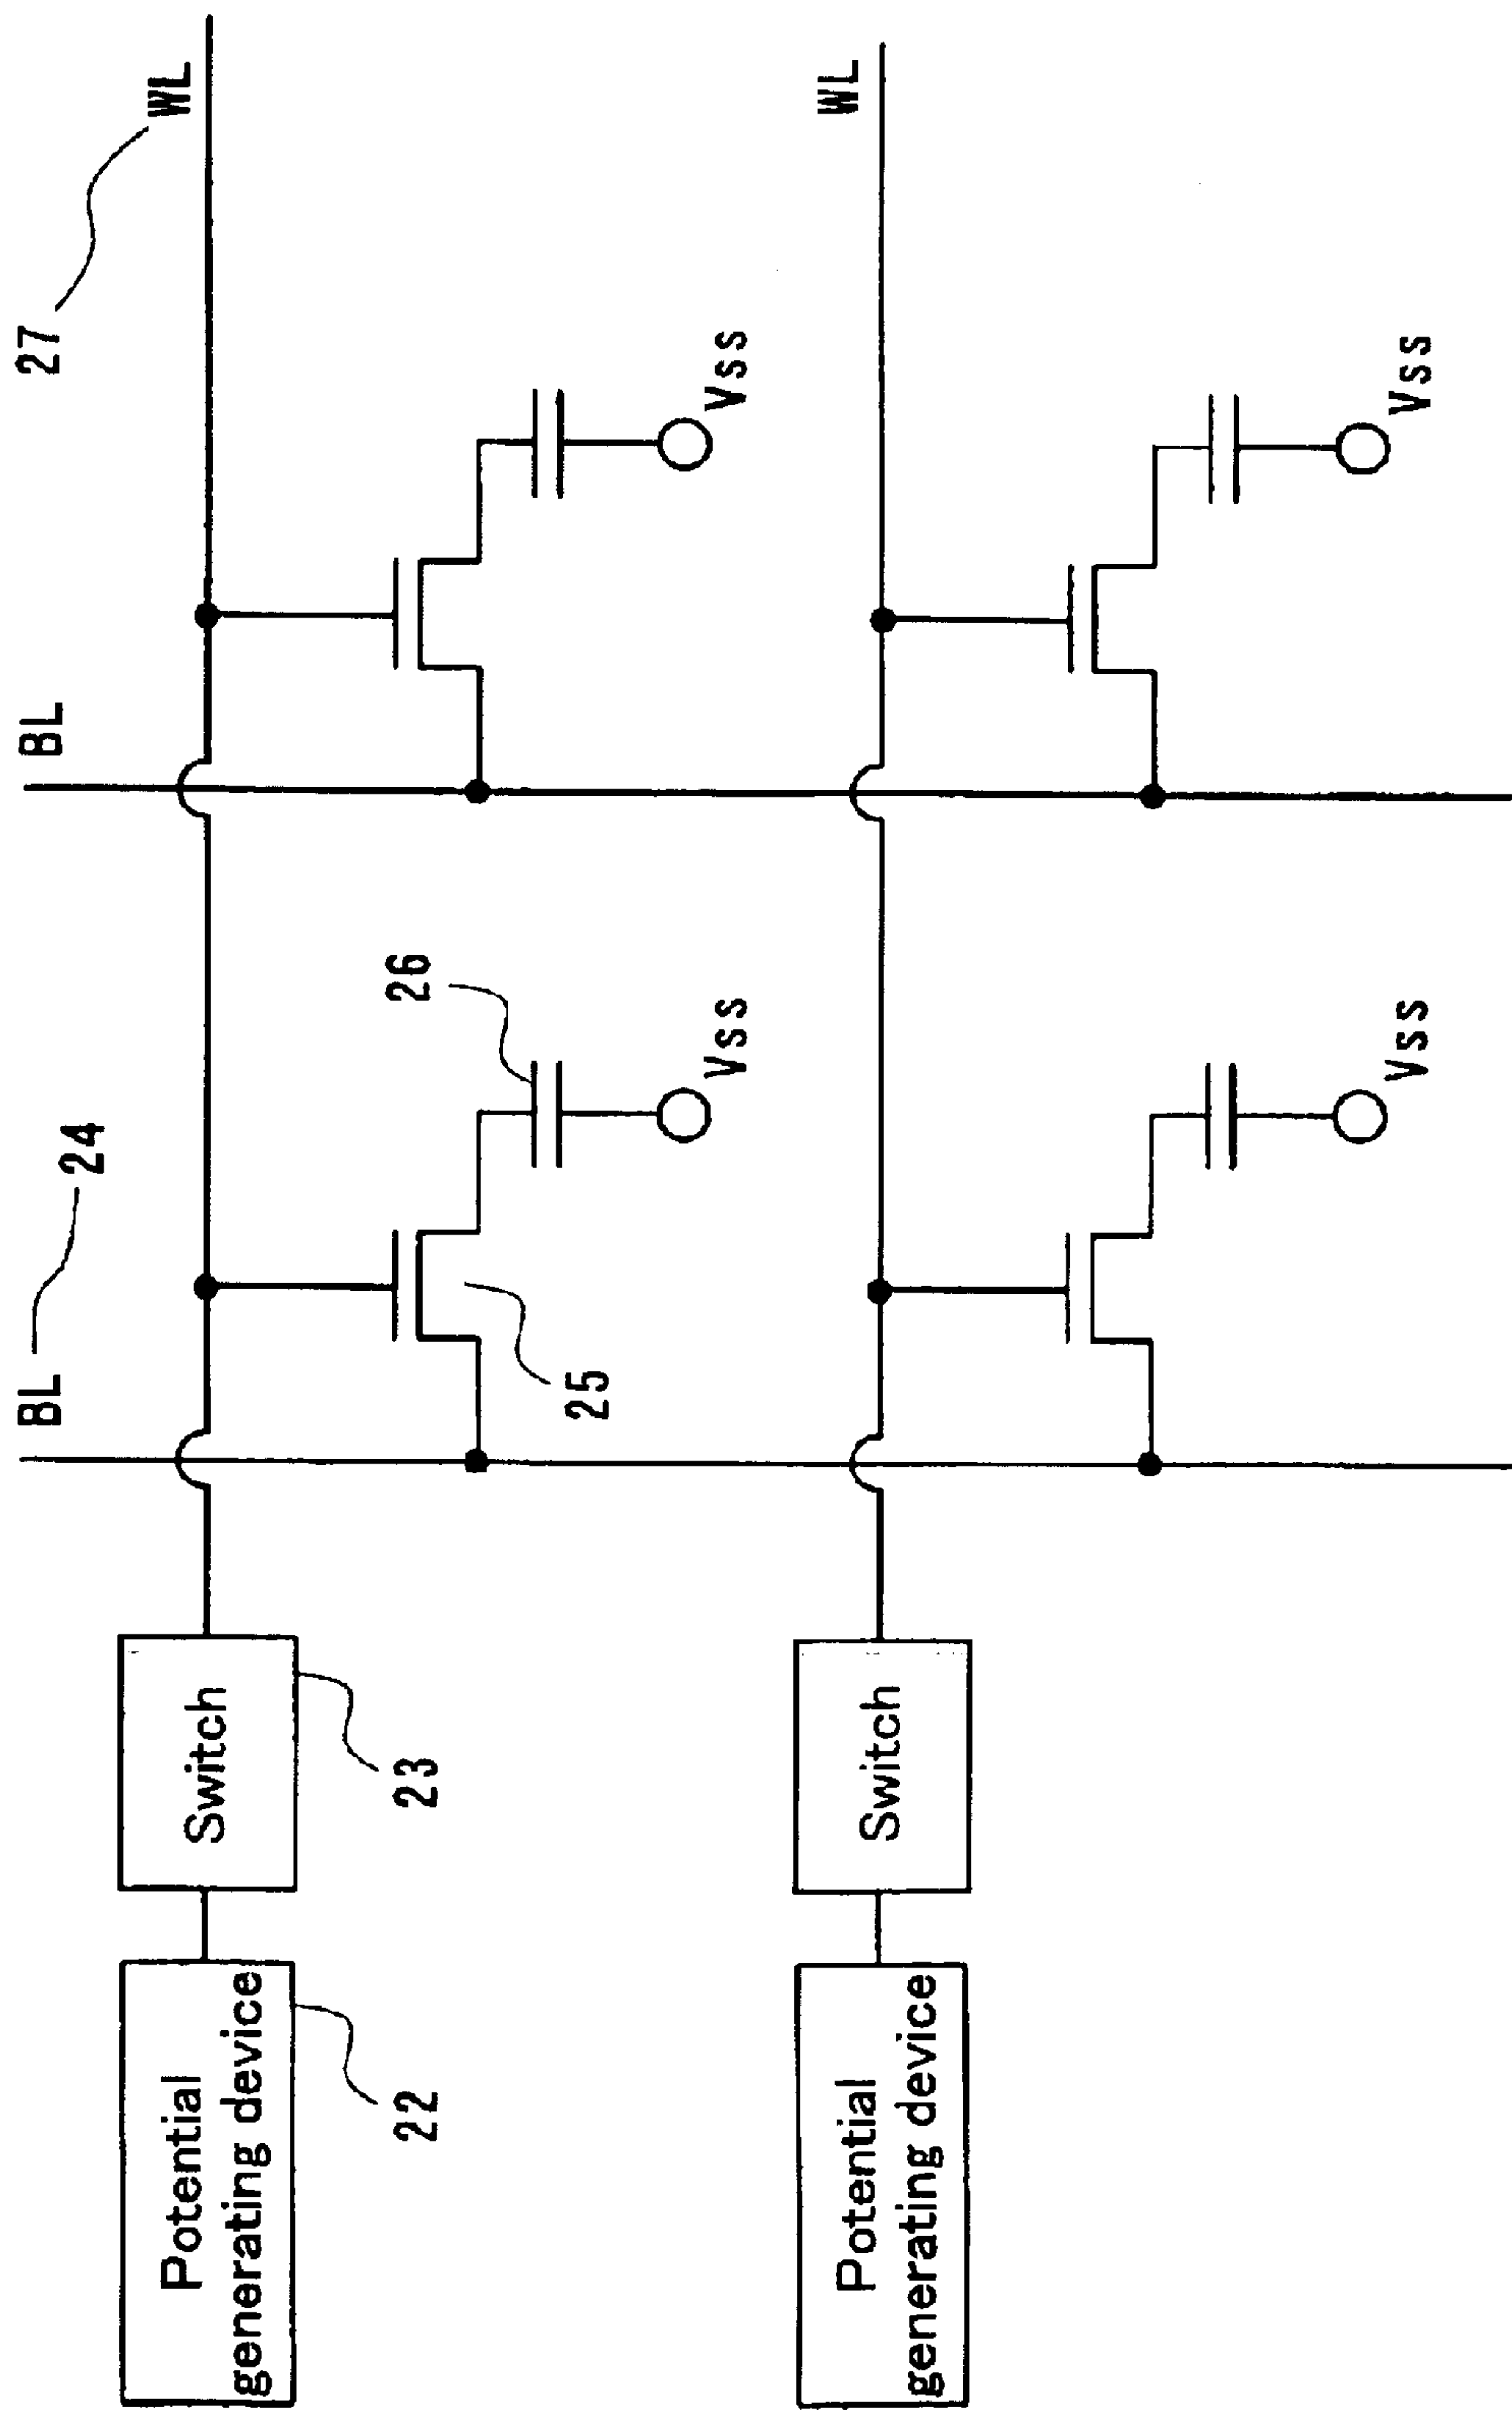 BL
24
BL
27
WL
Potential
generating device
Switch
22
23
26
25
Vss
Vss
WL
Potential
generating device
Switch
Vss
Vss